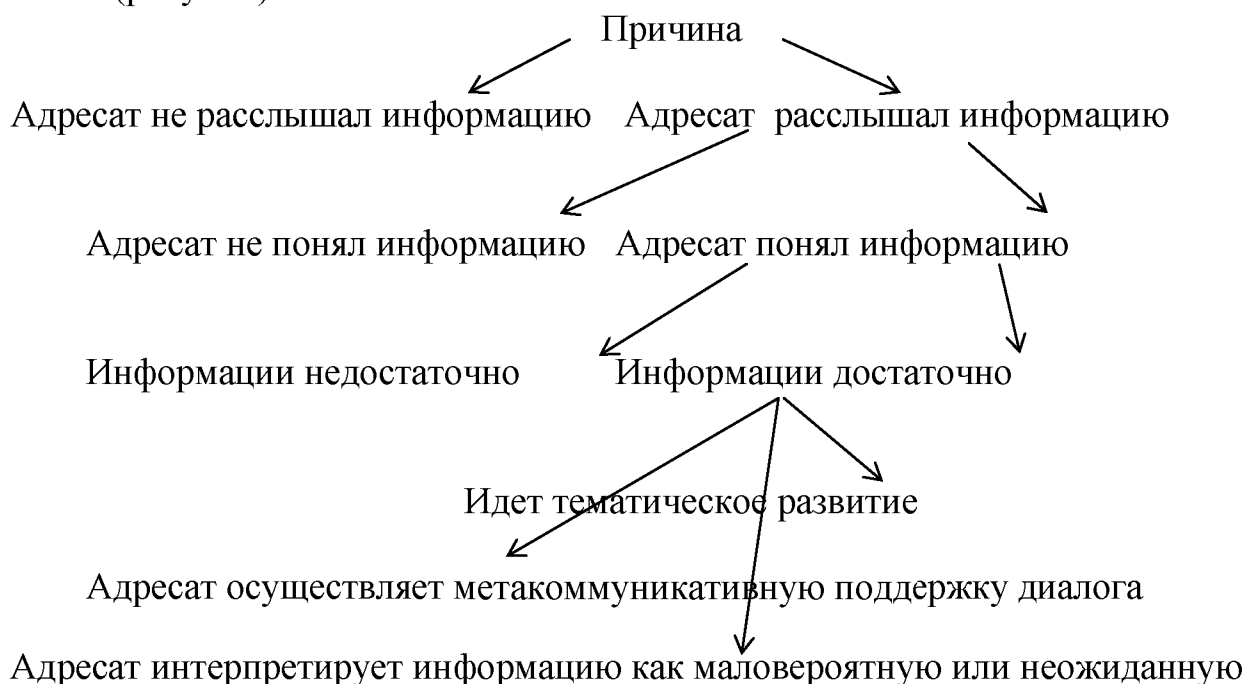 Причина
Адресат не расслышал информацию Адресат расслышал информацию
Адресат не понял информацию Адресат понял информацию
Информации недостаточно Информации достаточно
Идет тематическое развитие
Адресат осуществляет метакоммуникативную поддержку диалога
Адресат интерпретирует информацию как маловероятную или неожиданную